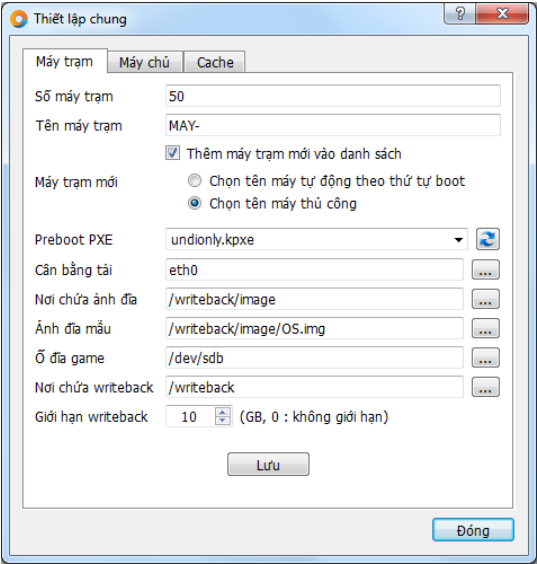 Thiết lập chung
Máy trạm Máy chủ Cache
Số máy trạm 50
Tên máy trạm MAY-
Thêm máy trạm mới vào danh sách
Máy trạm mới Chọn tên máy tự động theo thứ tự boot
Chọn tên máy thủ công
Preboot PXE undionly.kpxe
Cân bằng tải eth0 ...
Nơi chứa ảnh đĩa /writeback/image ...
Ảnh đĩa mẫu /writeback/image/OS.img ...
Ổ đĩa game /dev/sdb ...
Nơi chứa writeback /writeback ...
Giới hạn writeback 10 (GB, 0 : không giới hạn)
Lưu
Đóng